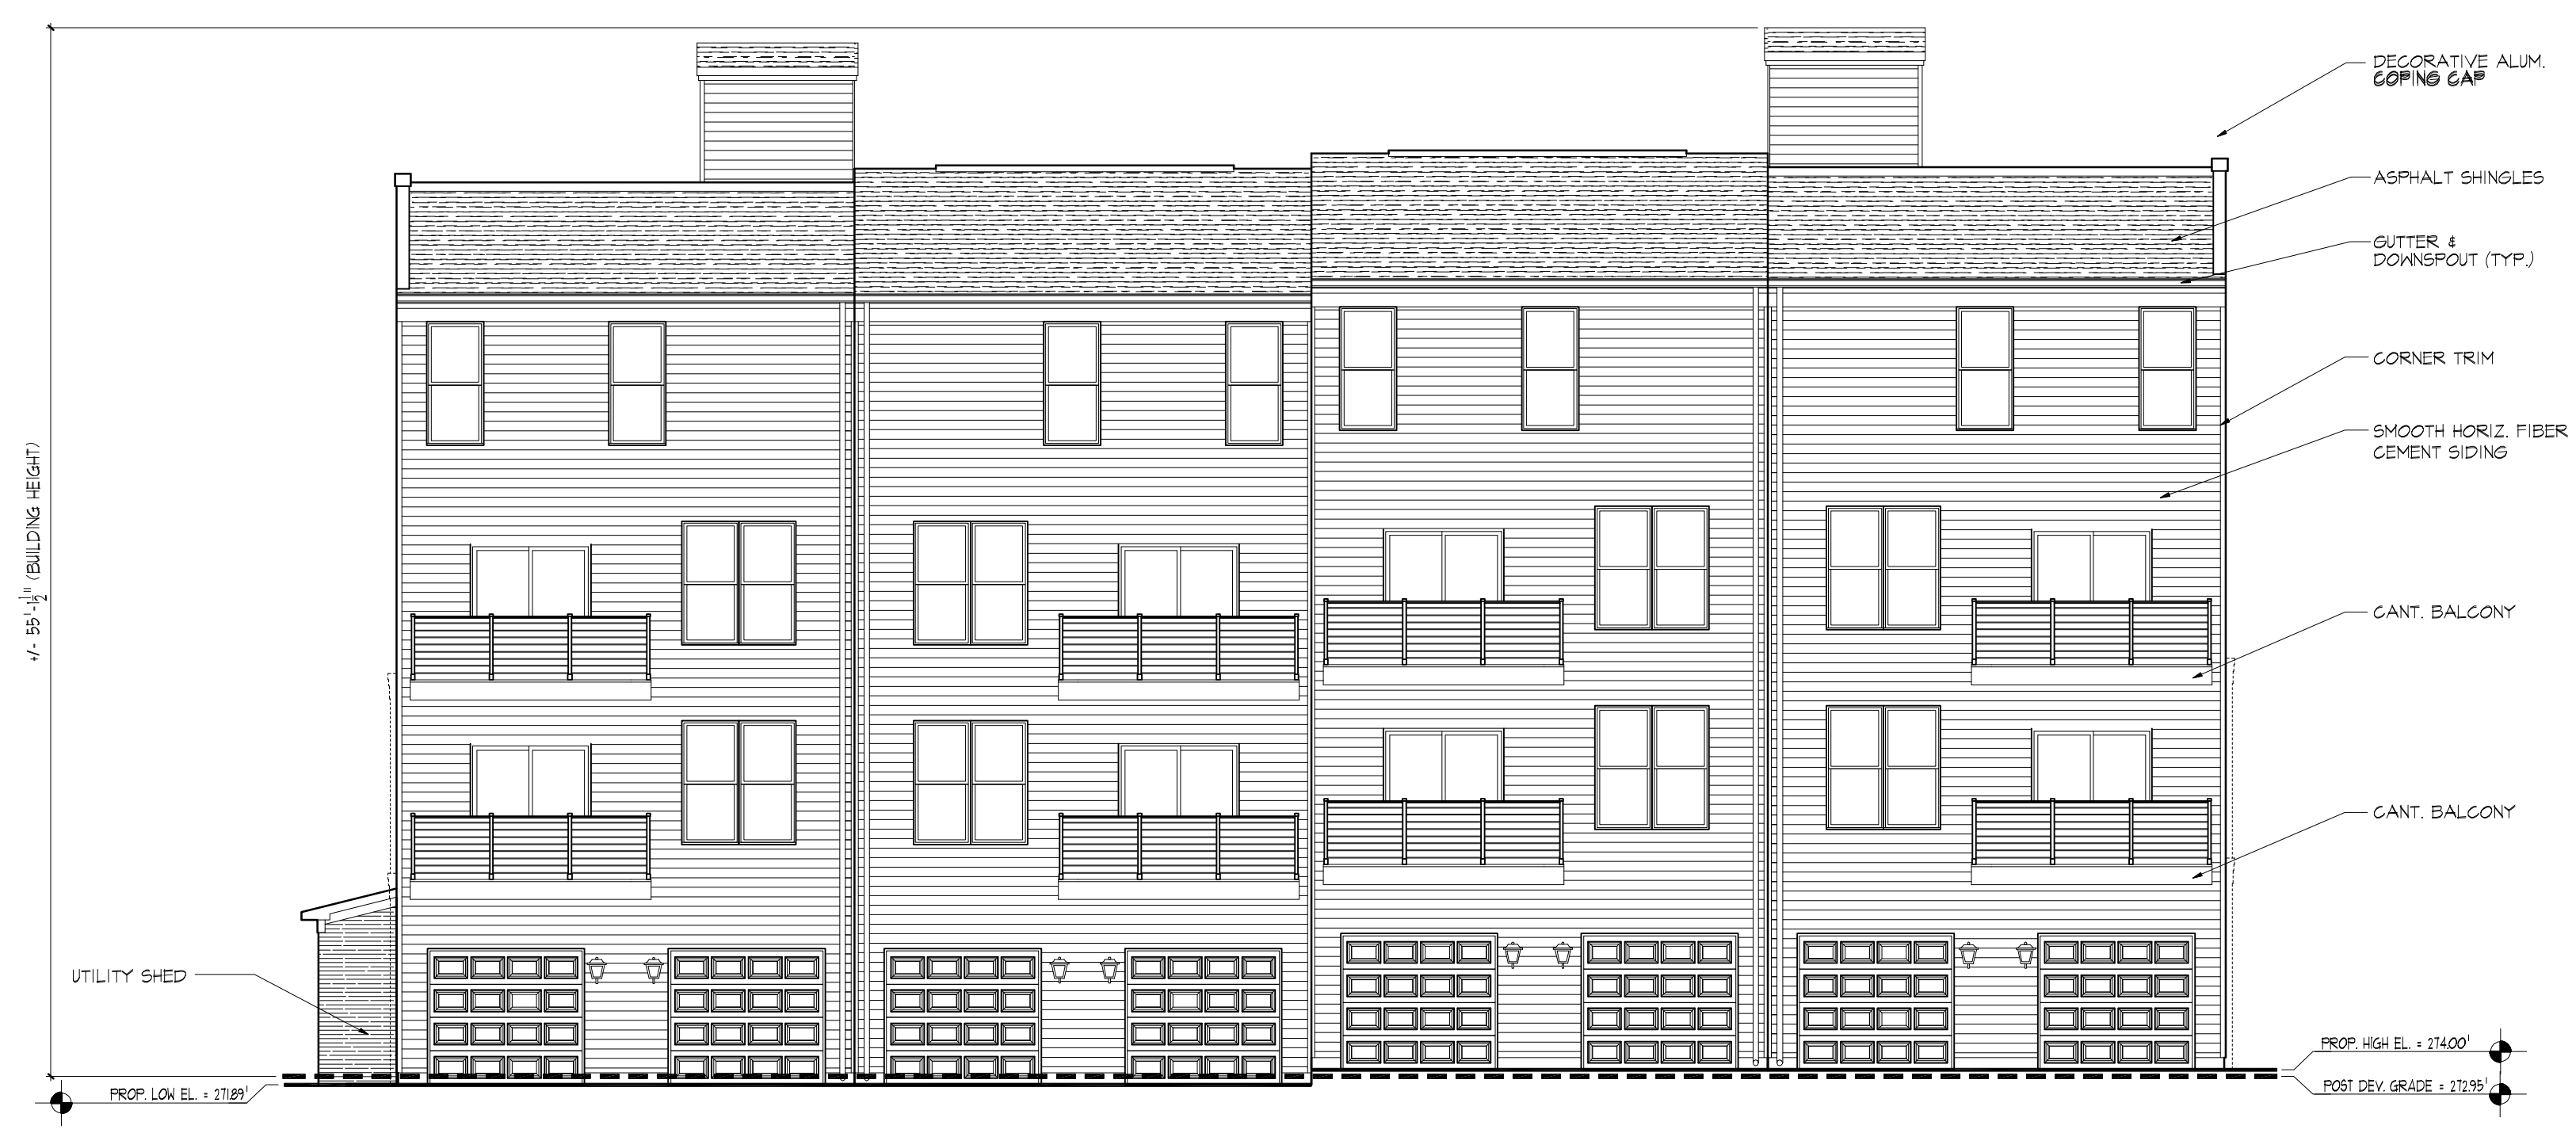 DECORATIVE ALUM.
COPING CAP
ASPHALT SHINGLES
GUTTER &
DOWNSPOUT (TYP.)
CORNER TRIM
SMOOTH HORIZ. FIBER
CEMENT SIDING
CANT. BALCONY
CANT. BALCONY
+/- 55'-1 1/2" (BUILDING HEIGHT)
UTILITY SHED
PROP. LOW EL. = 271.89'
PROP. HIGH EL. = 274.00'
POST DEV. GRADE = 272.95'